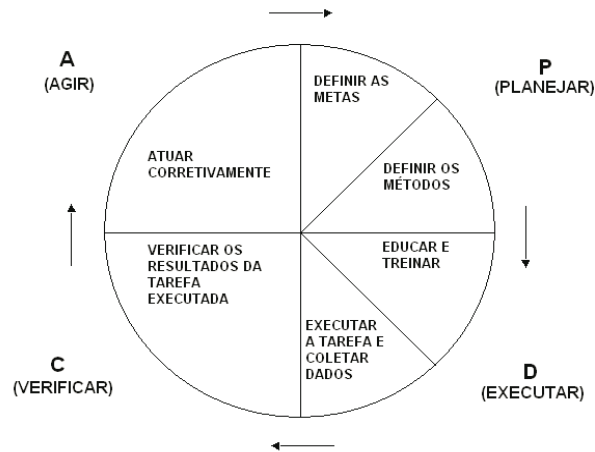 A
(AGIR)
P
(PLANEJAR)
DEFINIR AS
METAS
ATUAR
CORRETIVAMENTE
DEFINIR OS
MÉTODOS
VERIFICAR OS
RESULTADOS DA
TAREFA
EXECUTADA
EDUCAR E
TREINAR
EXECUTAR
A TAREFA E
COLETAR
DADOS
C
(VERIFICAR)
D
(EXECUTAR)